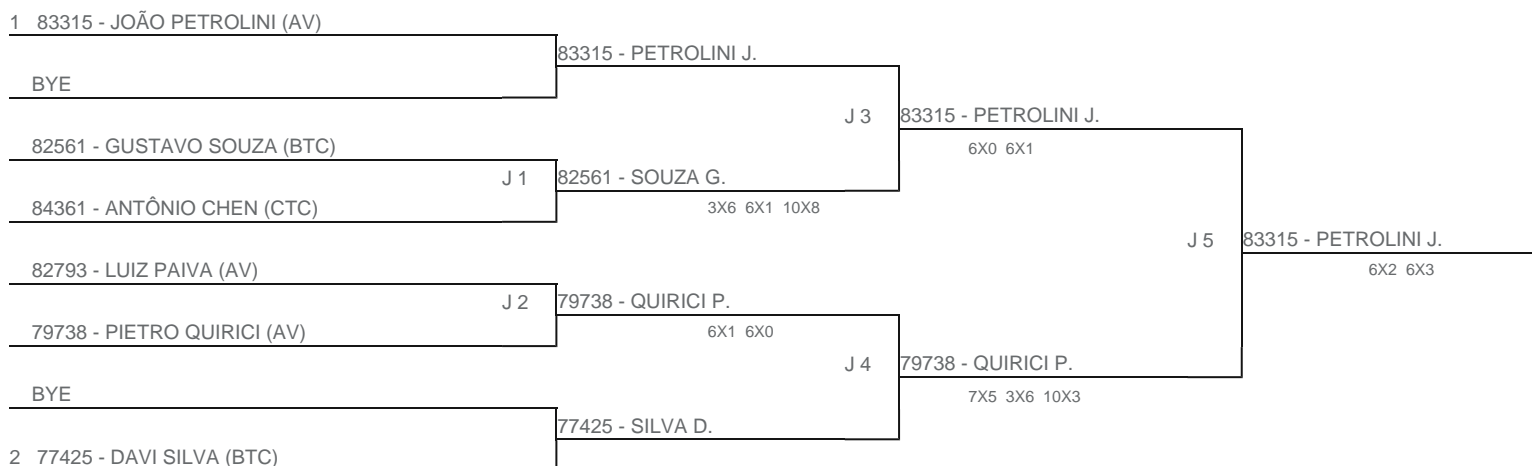 1 83315 - JOÃO PETROLINI (AV)
83315 - PETROLINI J.
BYE
J 3
83315 - PETROLINI J.
6X0 6X1
82561 - GUSTAVO SOUZA (BTC)
J 1
82561 - SOUZA G.
3X6 6X1 10X8
84361 - ANTÔNIO CHEN (CTC)
J 5
83315 - PETROLINI J.
6X2 6X3
82793 - LUIZ PAIVA (AV)
J 2
79738 - QUIRICI P.
6X1 6X0
79738 - PIETRO QUIRICI (AV)
J 4
79738 - QUIRICI P.
7X5 3X6 10X3
BYE
77425 - SILVA D.
2 77425 - DAVI SILVA (BTC)